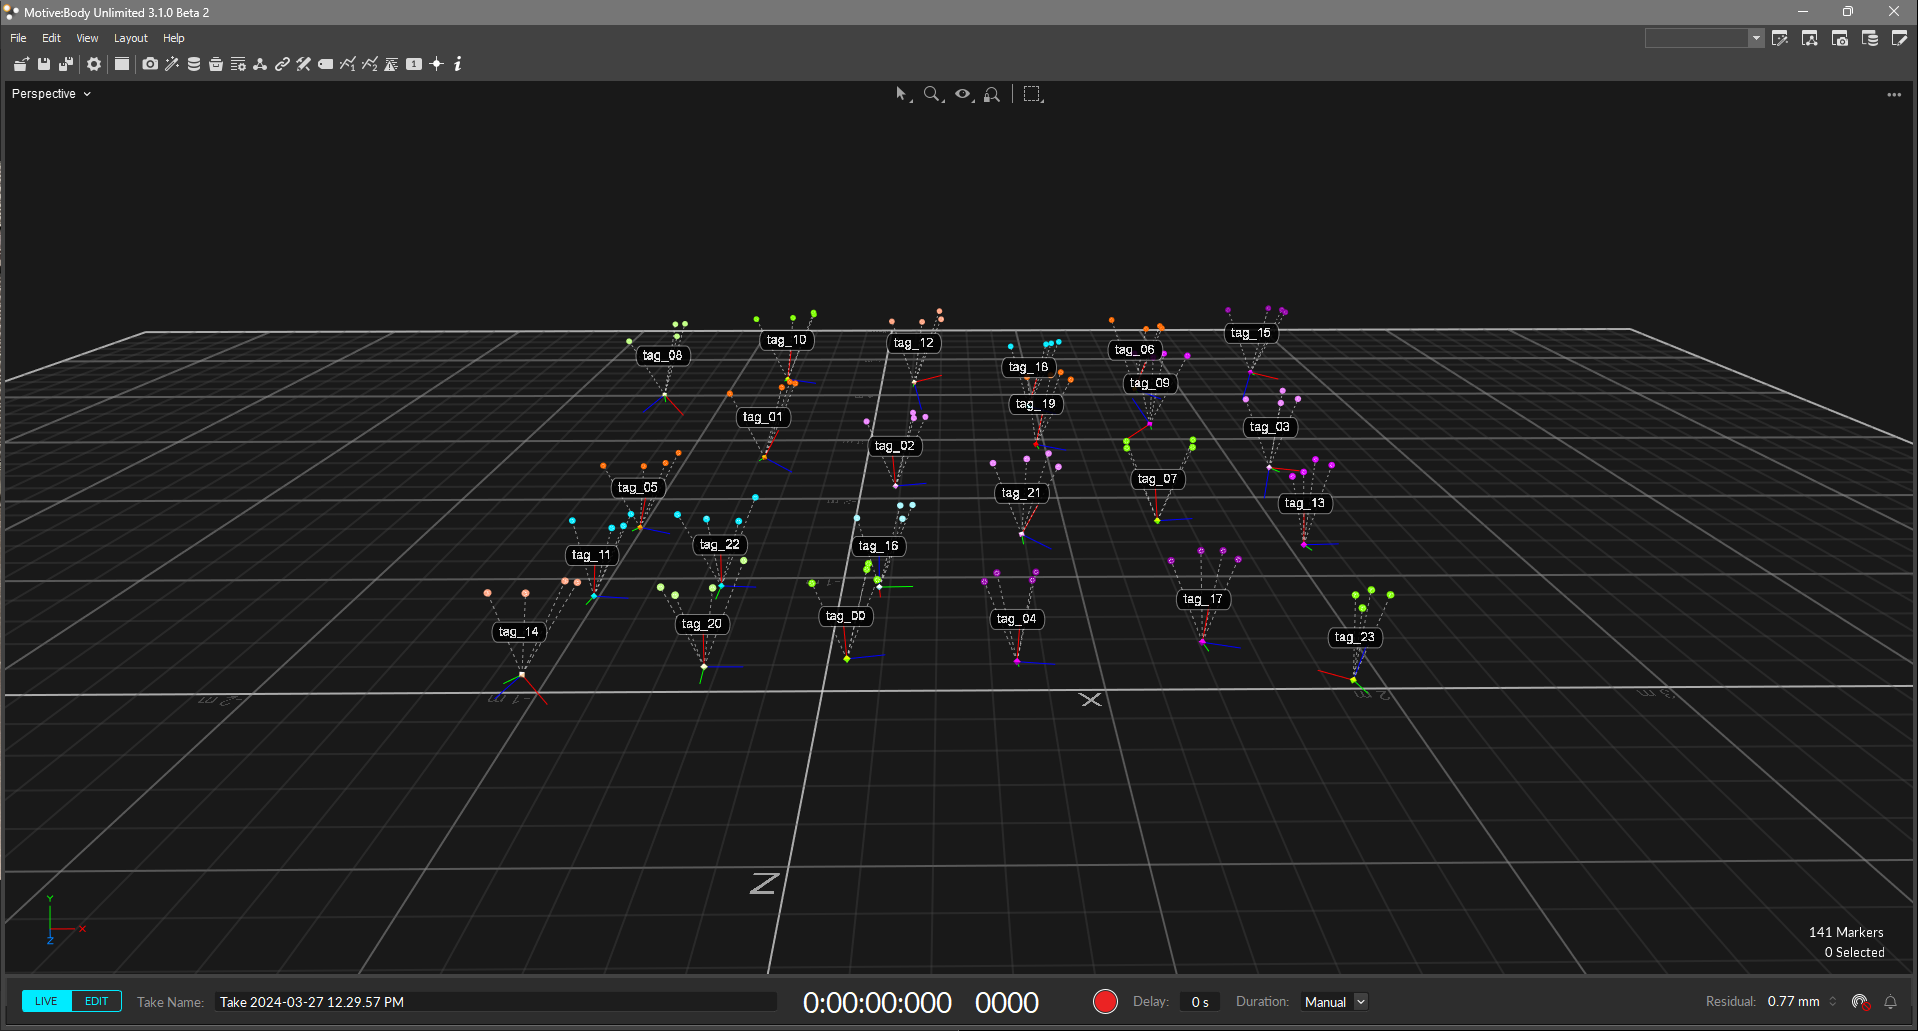 Motive:Body Unlimited 3.1.0 Beta 2
File Edit View Layout Help
1 2 1
Perspective
tag_15
tag_10
tag_12
tag_06
tag_08
tag_18
tag_09
tag_19
tag_01
tag_03
tag_02
tag_07
tag_05
tag_21
tag_13
tag_22
tag_16
tag_11
tag_17
tag_00
tag_04
tag_20
tag_14
tag_23
X
Z
Y
X
Z
141 Markers
0 Selected
LIVE EDIT Take Name: Take 2024-03-27 12.29.57 PM 0:00:00:000 0000 Delay: 0 s Duration: Manual Residual: 0.77 mm